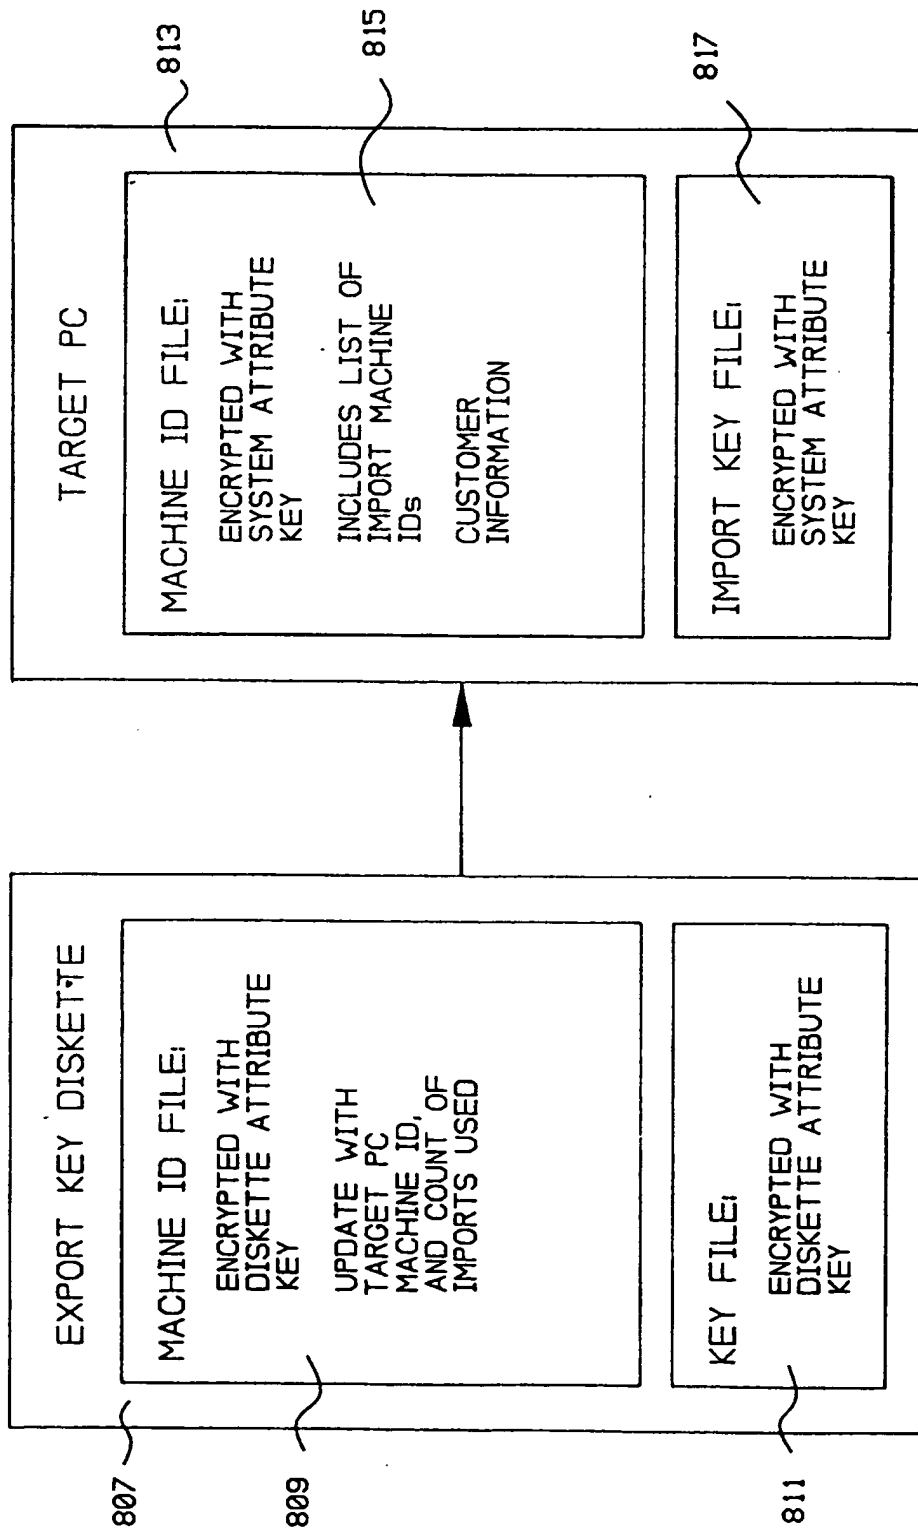 EXPORT KEY DISKETTE
MACHINE ID FILE:
ENCRYPTED WITH
DISKETTE ATTRIBUTE
KEY
UPDATE WITH
TARGET PC
MACHINE ID,
AND COUNT OF
IMPORTS USED
KEY FILE:
ENCRYPTED WITH
DISKETTE ATTRIBUTE
KEY
807
809
811
TARGET PC
MACHINE ID FILE:
ENCRYPTED WITH
SYSTEM ATTRIBUTE
KEY
INCLUDES LIST OF
IMPORT MACHINE
IDs
CUSTOMER
INFORMATION
IMPORT KEY FILE:
ENCRYPTED WITH
SYSTEM ATTRIBUTE
KEY
813
815
817